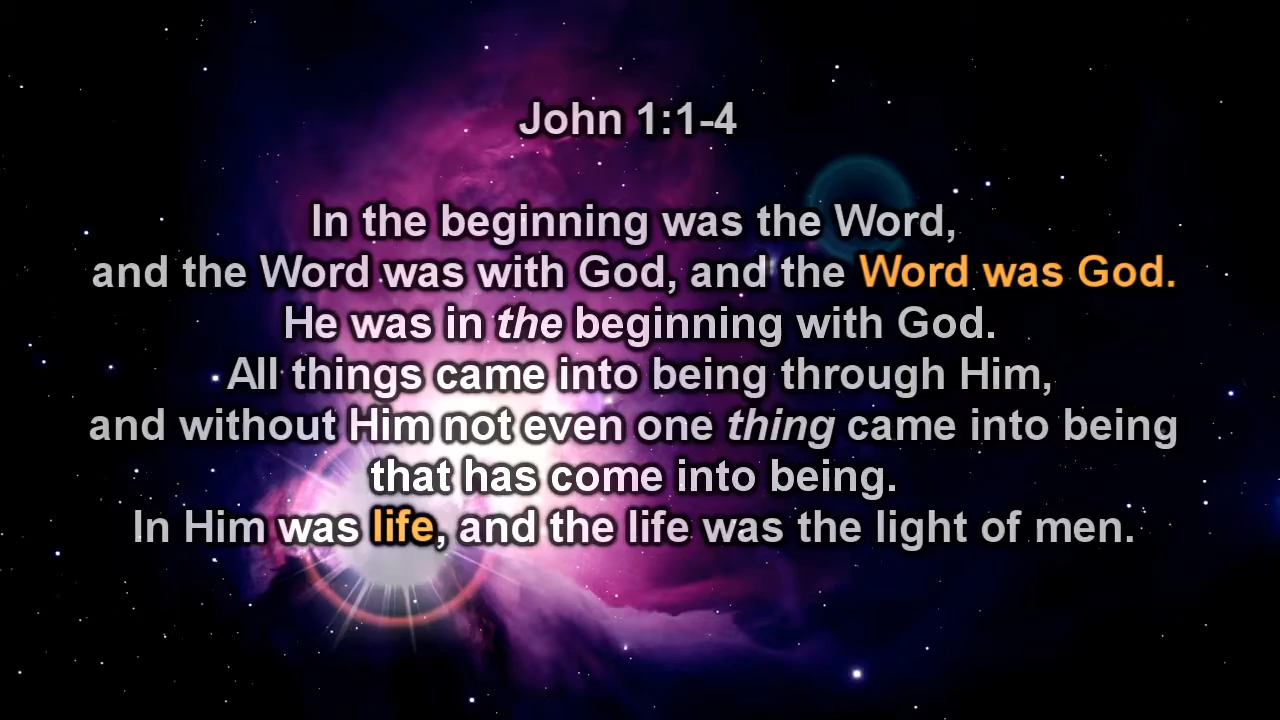 John 1:1-4
In the beginning was the Word,
and the Word was with God, and the Word was God.
He was in the beginning with God.
All things came into being through Him,
and without Him not even one thing came into being
that has come into being.
In Him was life, and the life was the light of men.